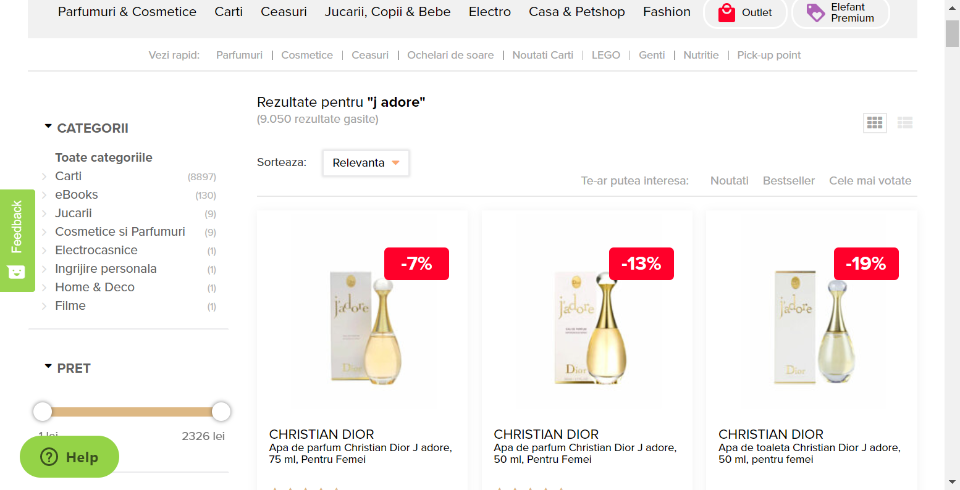 Parfumuri & Cosmetice Carti Ceasuri Jucarii, Copii & Bebe Electro Casa & Petshop Fashion Outlet Elefant Premium
Vezi rapid: Parfumuri | Cosmetice | Ceasuri | Ochelari de soare | Noutati Carti | LEGO | Genti | Nutritie | Pick-up point
Rezultate pentru "j adore"
(9.050 rezultate gasite)
Sorteaza: Relevanta
Te-ar putea interesa: Noutati Bestseller Cele mai votate
CATEGORII
Toate categoriile
Carti (8897)
eBooks (130)
Jucarii (9)
Cosmetice si Parfumuri (9)
Electrocasnice (1)
Ingrijire personala (1)
Home & Deco (1)
Filme (1)
Feedback
PRET
1 lei 2326 lei
Help
-7%
j'adore
Dior
CHRISTIAN DIOR
Apa de parfum Christian Dior J adore,
75 ml, Pentru Femei
-13%
j'adore
Dior
CHRISTIAN DIOR
Apa de parfum Christian Dior J adore,
50 ml, Pentru Femei
-19%
j'adore
Dior
CHRISTIAN DIOR
Apa de toaleta Christian Dior J adore,
50 ml, pentru femei